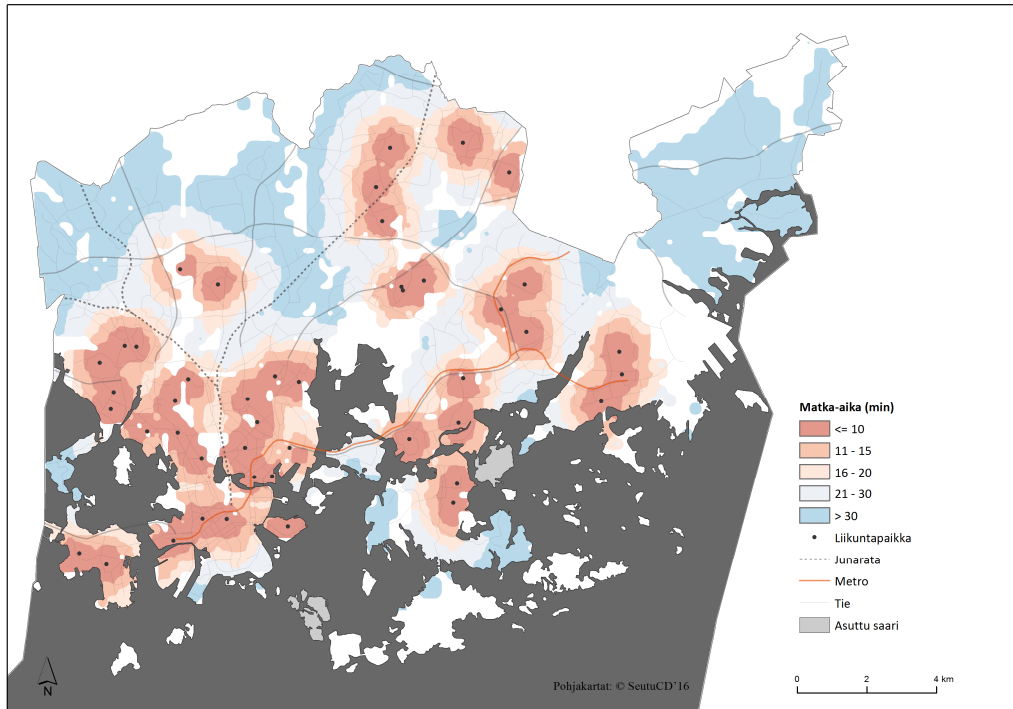 Matka-aika (min)
<= 10
11 - 15
16 - 20
21 - 30
> 30
Liikuntapaikka
Junarata
Metro
Tie
Asuttu saari
N
Pohjakartat: © SeutuCD'16
0 2 4 km